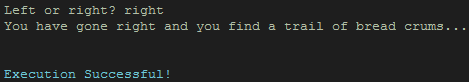 Left or right? right
You have gone right and you find a trail of bread crums...
Execution Successful!